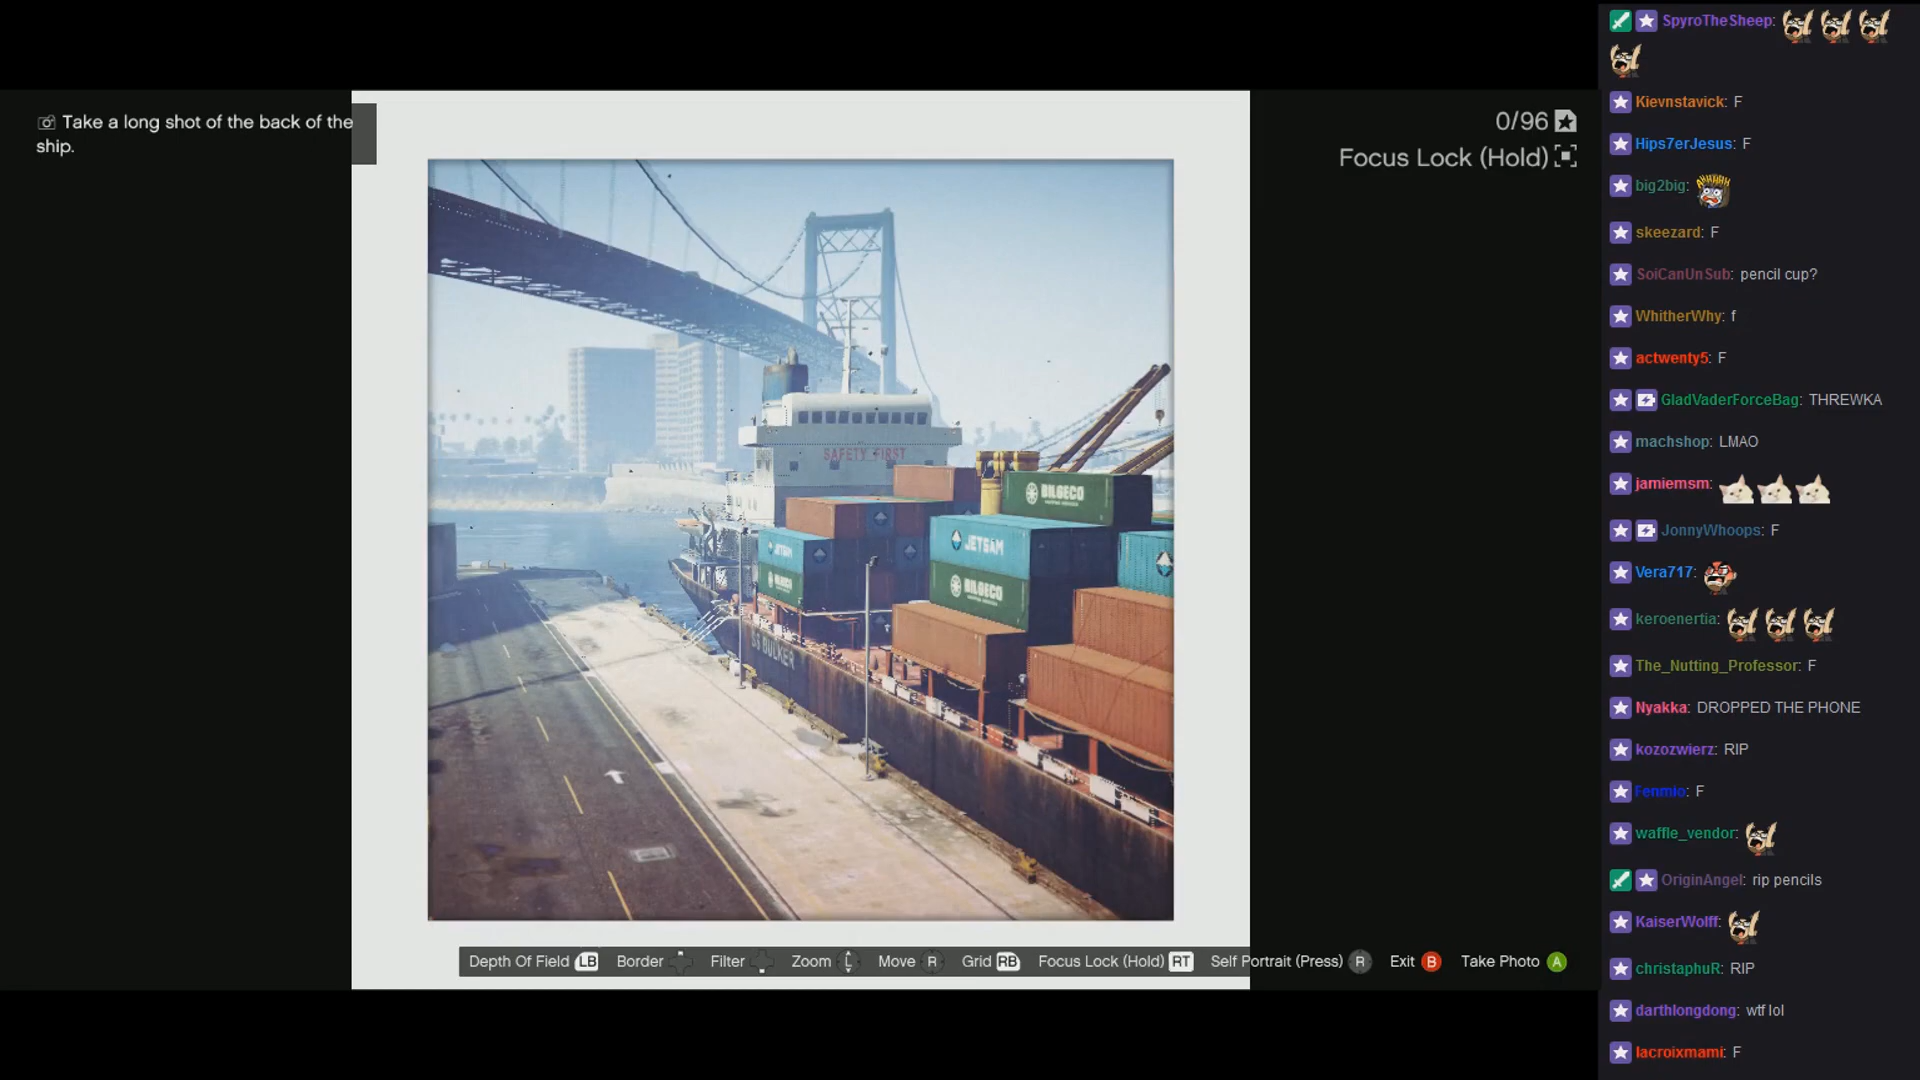 Take a long shot of the back of the
ship.
0/96
Focus Lock (Hold)
SAFETY FIRST
BILGECO
JETSAM
JETSAM
BILGECO
BILGECO
SS BULKER
Depth Of Field LB Border Filter Zoom L Move R Grid RB Focus Lock (Hold) RT Self Portrait (Press) R Exit B Take Photo A
SpyroTheSheep:
Kievnstavick: F
Hips7erJesus: F
big2big:
skeezard: F
SoiCanUnSub: pencil cup?
WhitherWhy: f
actwenty5: F
GladVaderForceBag: THREWKA
machshop: LMAO
jamiemsm:
JonnyWhoops: F
Vera717:
keroenertia:
The_Nutting_Professor: F
Nyakka: DROPPED THE PHONE
kozozwierz: RIP
Fenmio: F
waffle_vendor:
OriginAngel: rip pencils
KaiserWolff:
christaphuR: RIP
darthlongdong: wtf lol
lacroixmami: F